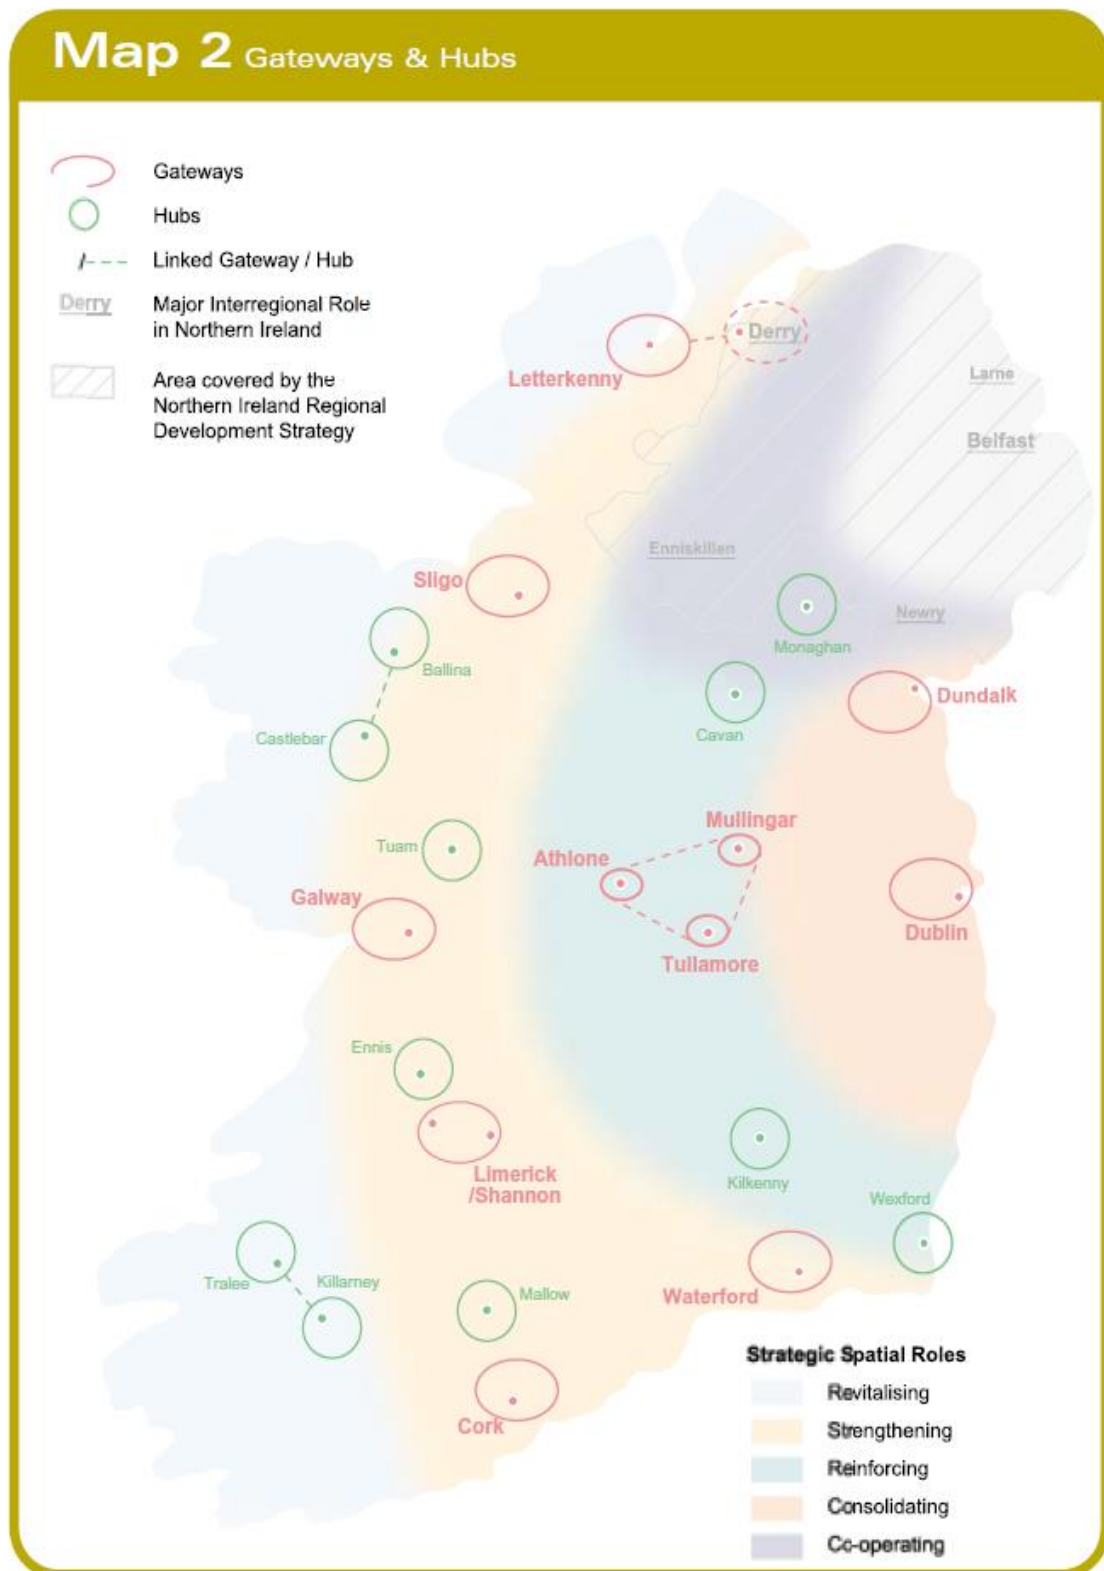 Map 2 Gateways & Hubs
Gateways
Hubs
Linked Gateway / Hub
Derry
Major Interregional Role
in Northern Ireland
Area covered by the
Northern Ireland Regional
Development Strategy
Derry
Letterkenny
Larne
Belfast
Enniskillen
Sligo
Newry
Monaghan
Ballina
Dundalk
Cavan
Castlebar
Mullingar
Tuam
Athlone
Galway
Dublin
Tullamore
Ennis
Limerick
/Shannon
Kilkenny
Wexford
Tralee
Killarney
Mallow
Waterford
Cork
Strategic Spatial Roles
Revitalising
Strengthening
Reinforcing
Consolidating
Co-operating